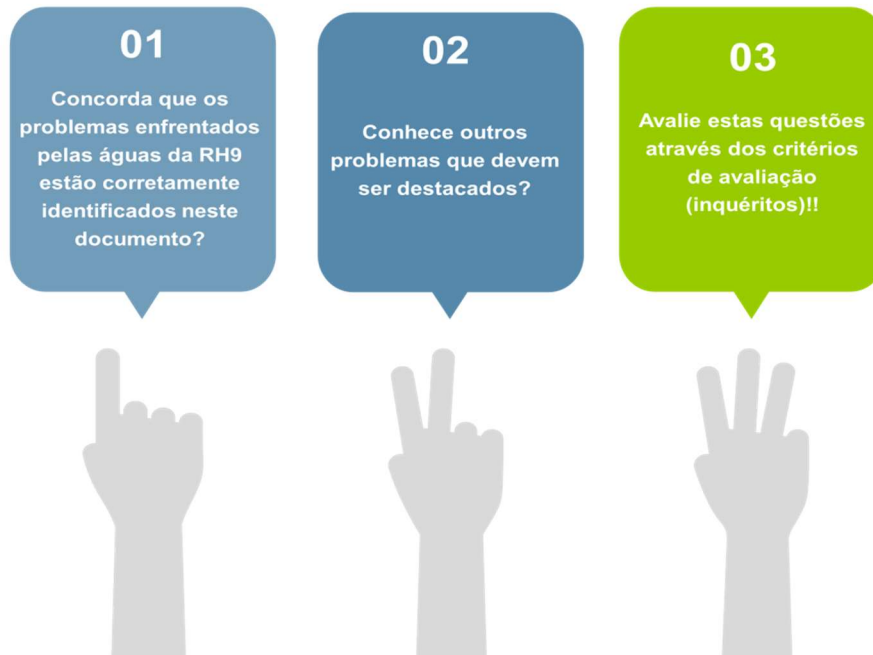 01
Concorda que os
problemas enfrentados
pelas águas da RH9
estão corretamente
identificados neste
documento?
02
Conhece outros
problemas que devem
ser destacados?
03
Avalie estas questões
através dos critérios
de avaliação
(inquéritos)!!